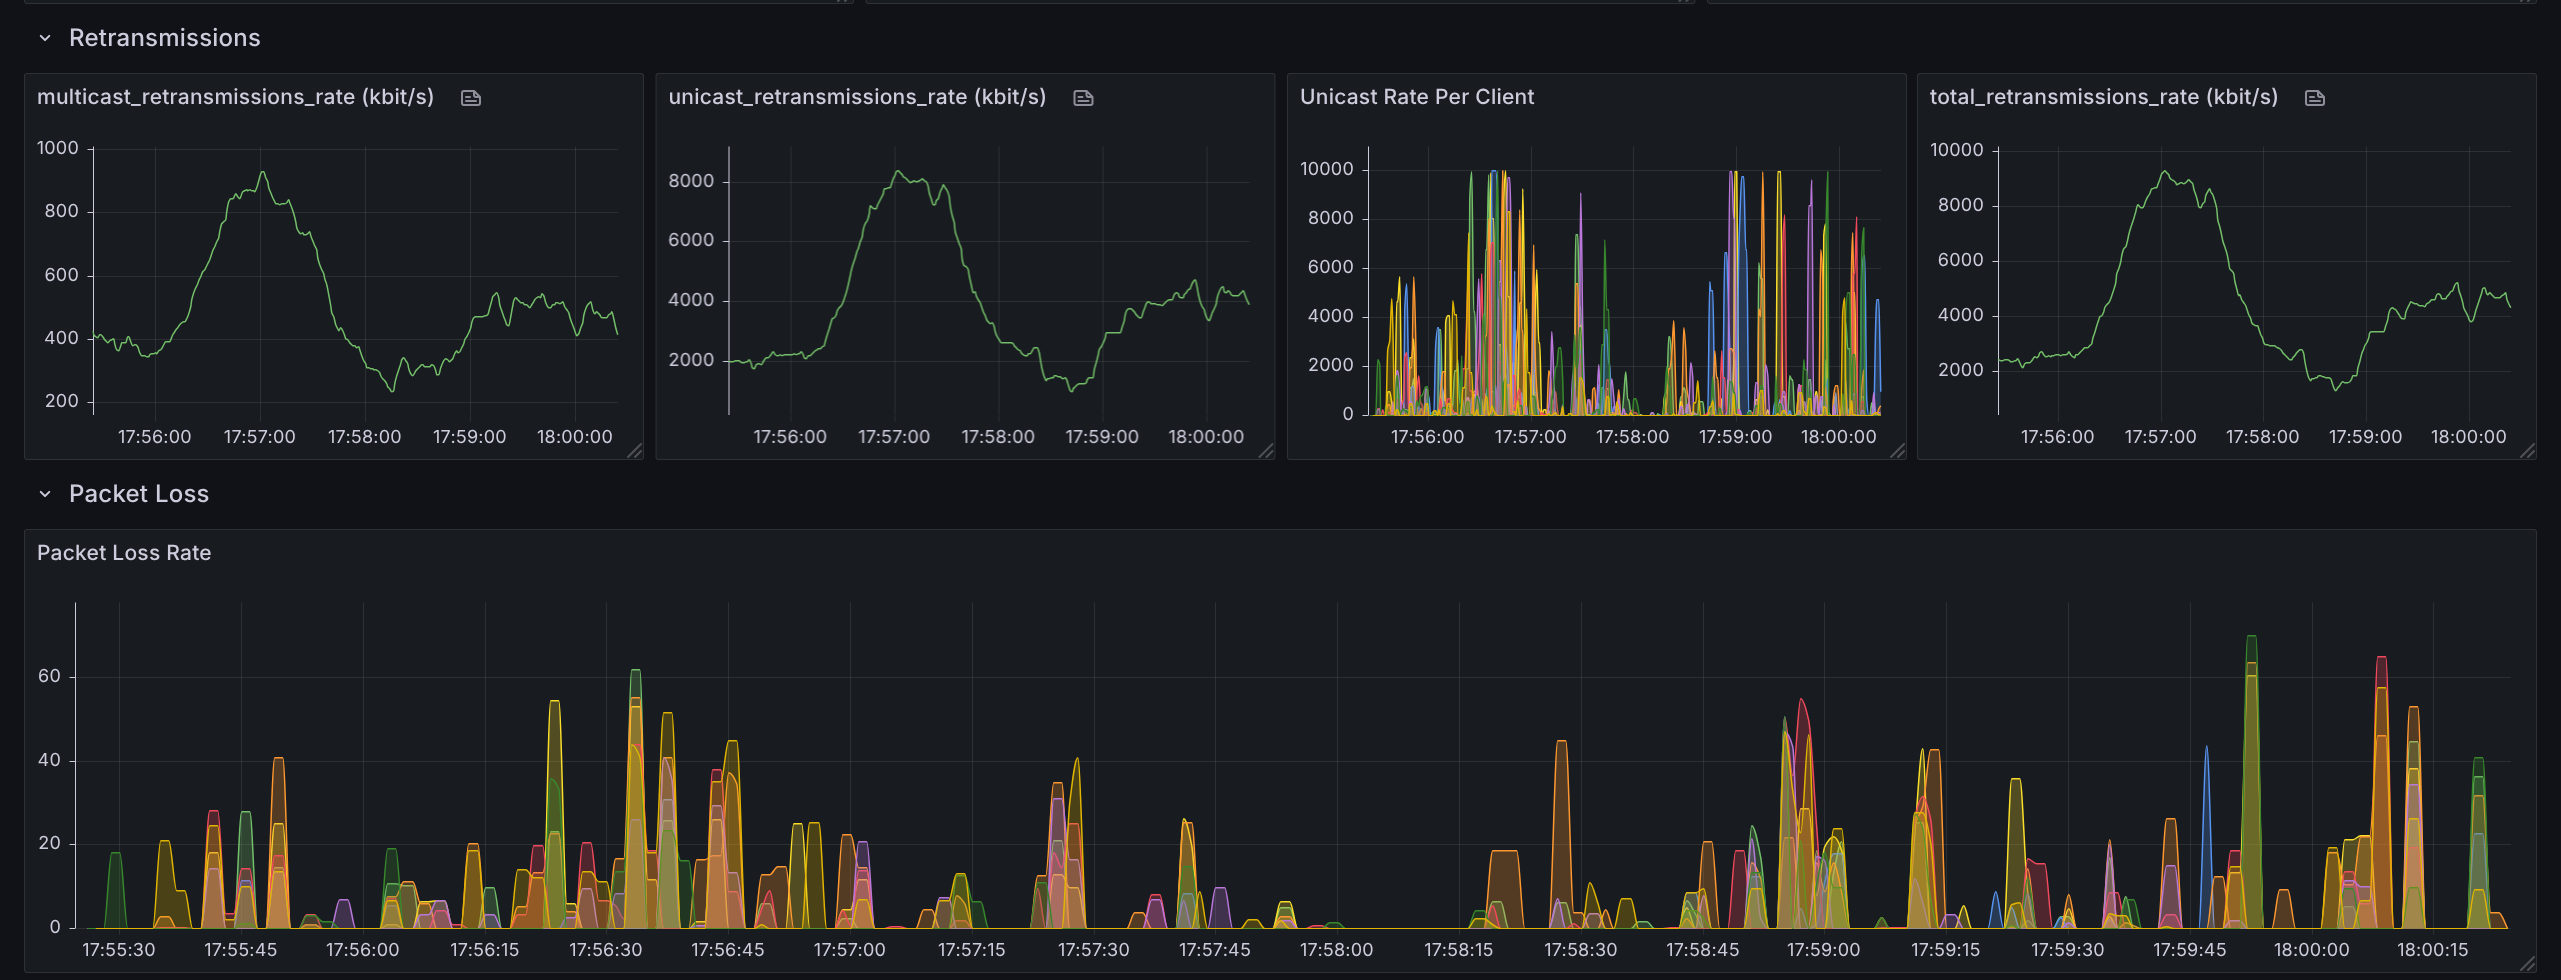 Retransmissions
multicast_retransmissions_rate (kbit/s)
1000
800
600
400
200
17:56:00 17:57:00 17:58:00 17:59:00 18:00:00
unicast_retransmissions_rate (kbit/s)
8000
6000
4000
2000
17:56:00 17:57:00 17:58:00 17:59:00 18:00:00
Unicast Rate Per Client
10000
8000
6000
4000
2000
0
17:56:00 17:57:00 17:58:00 17:59:00 18:00:00
total_retransmissions_rate (kbit/s)
10000
8000
6000
4000
2000
17:56:00 17:57:00 17:58:00 17:59:00 18:00:00
Packet Loss
Packet Loss Rate
60
40
20
0
17:55:30 17:55:45 17:56:00 17:56:15 17:56:30 17:56:45 17:57:00 17:57:15 17:57:30 17:57:45 17:58:00 17:58:15 17:58:30 17:58:45 17:59:00 17:59:15 17:59:30 17:59:45 18:00:00 18:00:15